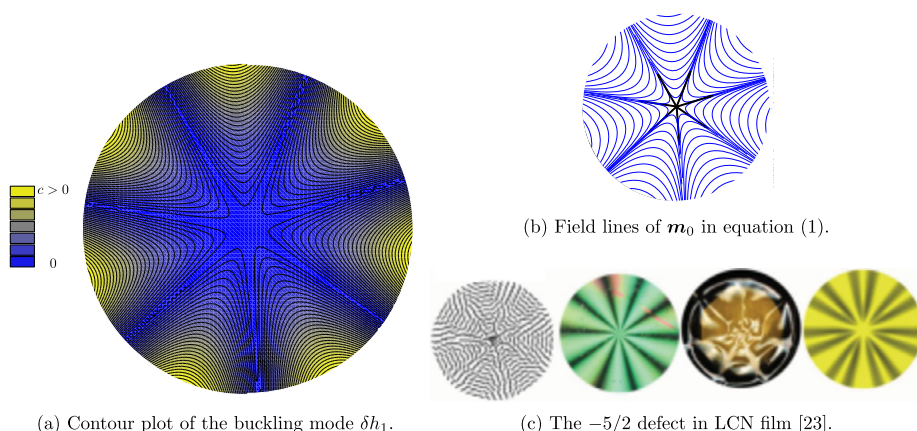 c > 0
0
(a) Contour plot of the buckling mode δh₁.
(b) Field lines of m₀ in equation (1).
(c) The −5/2 defect in LCN film [23].